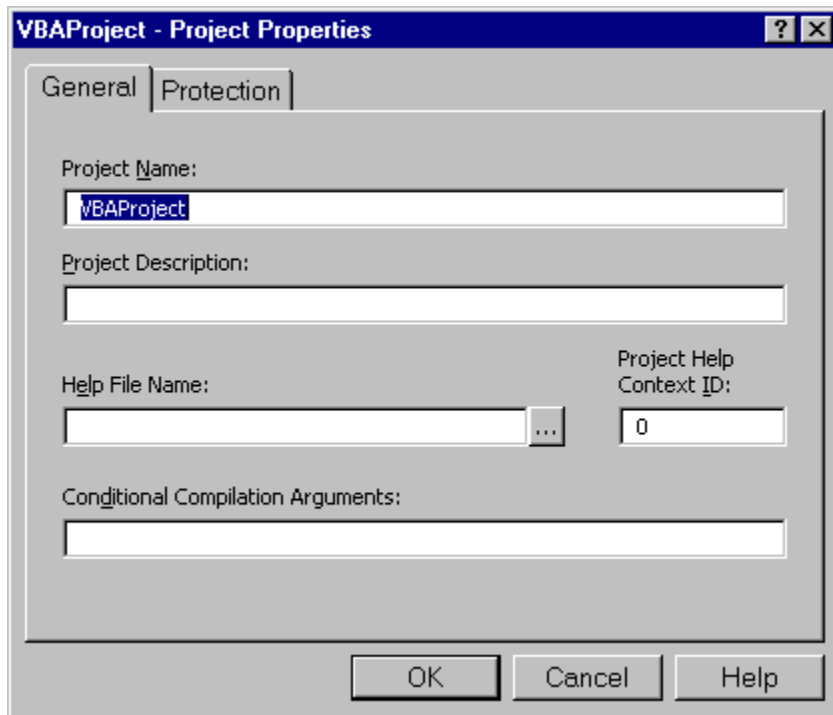 VBAProject - Project Properties
General
Protection
Project Name:
VBAProject
Project Description:
Project Help
Context ID:
Help File Name:
...
0
Conditional Compilation Arguments:
OK
Cancel
Help